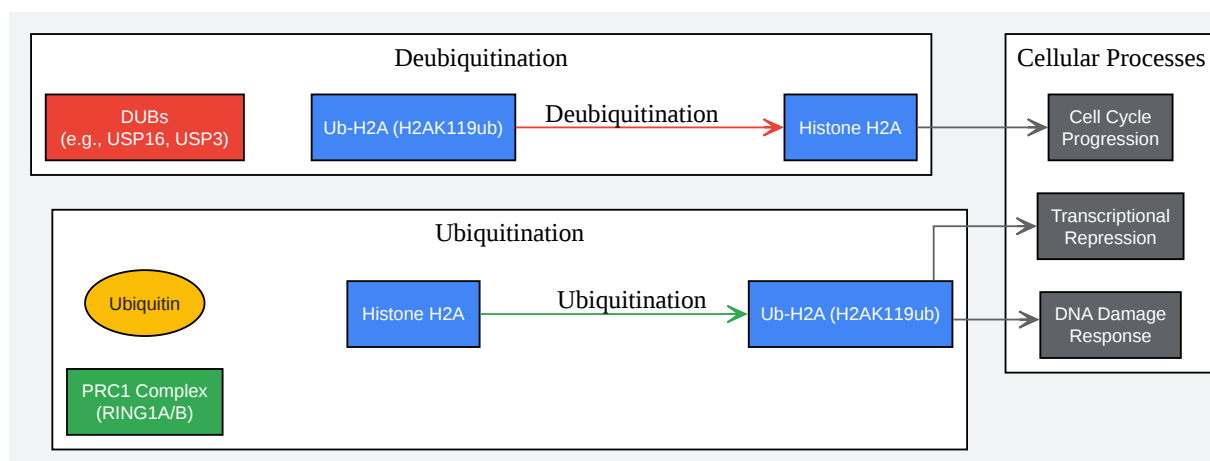 Deubiquitination
DUBs
(e.g., USP16, USP3)
Ub-H2A (H2AK119ub)
Deubiquitination
Histone H2A
Ubiquitination
Ubiquitin
PRC1 Complex
(RING1A/B)
Histone H2A
Ubiquitination
Ub-H2A (H2AK119ub)
Cellular Processes
Cell Cycle
Progression
Transcriptional
Repression
DNA Damage
Response